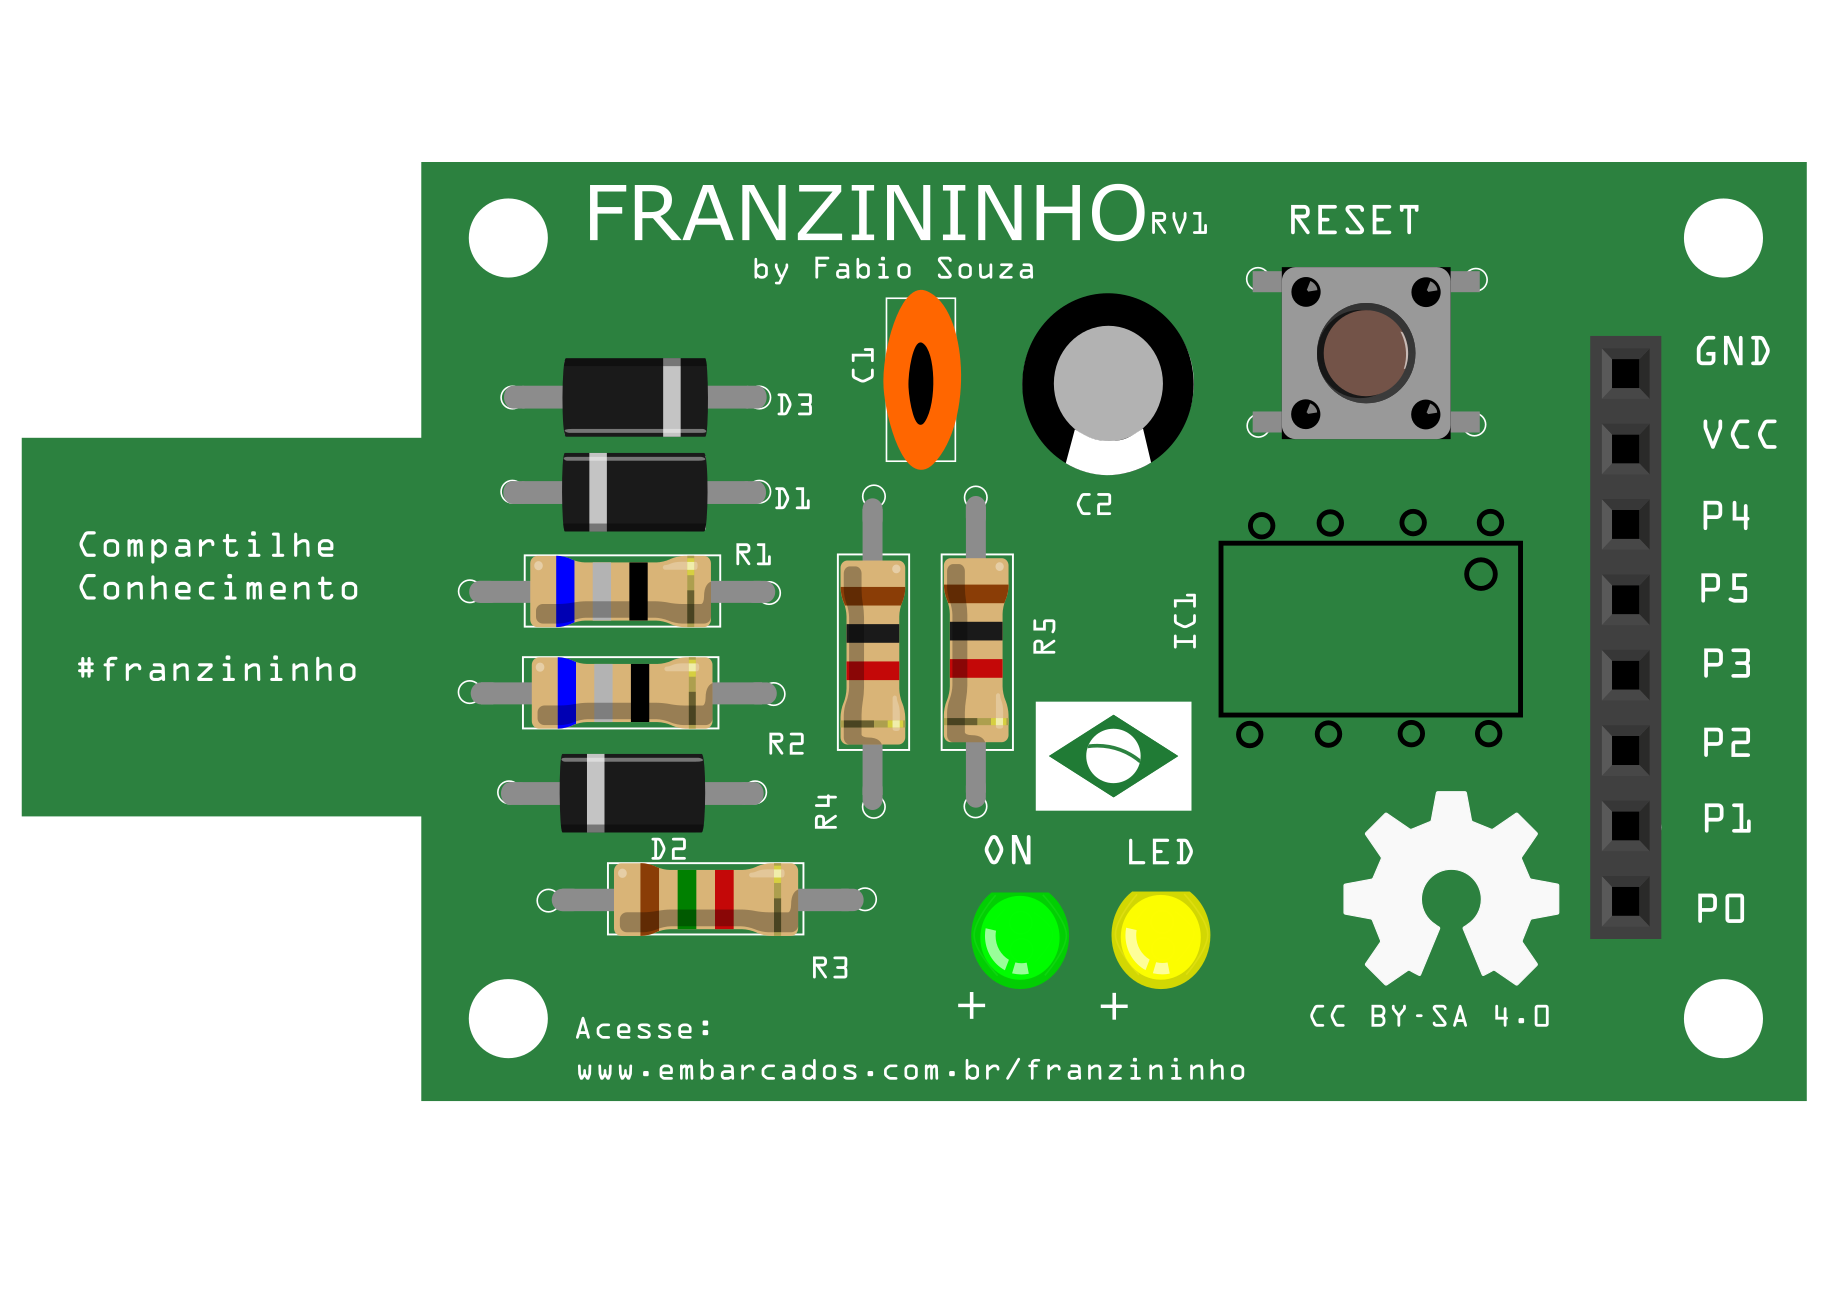 FRANZININHO RV1
by Fabio Souza
RESET
C1
D3
D1
C2
GND
VCC
P4
P5
P3
P2
P1
P0
Compartilhe
Conhecimento
#franzininho
R1
R2
R5
IC1
R4
D2
R3
ON
LED
+
+
CC BY-SA 4.0
Acesse:
www.embarcados.com.br/franzininho